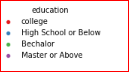 education
college
High School or Below
Bechalor
Master or Above